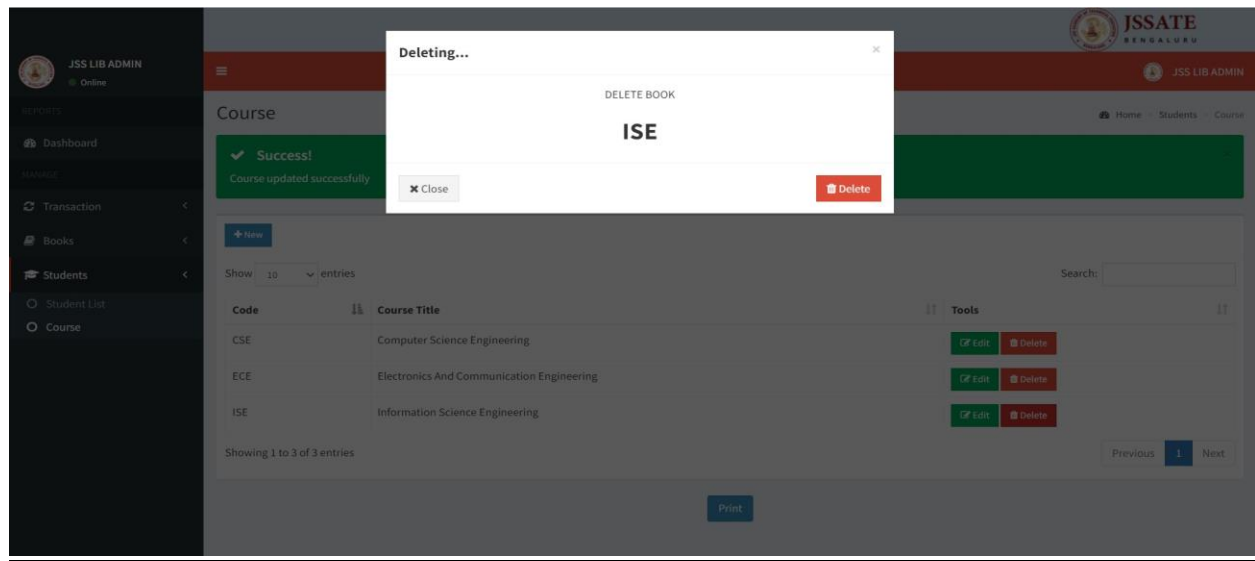 JSSATE
BENGALURU
JSS LIB ADMIN
Online
JSS LIB ADMIN
REPORTS
Dashboard
MANAGE
Transaction
Books
Students
Student List
Course
Deleting...
×
DELETE BOOK
ISE
Close
Delete
Course
Home Students Course
Success!
Course updated successfully
New
Show 10 entries
Search:
Code Course Title Tools
CSE Computer Science Engineering Edit Delete
ECE Electronics And Communication Engineering Edit Delete
ISE Information Science Engineering Edit Delete
Showing 1 to 3 of 3 entries
Previous 1 Next
Print